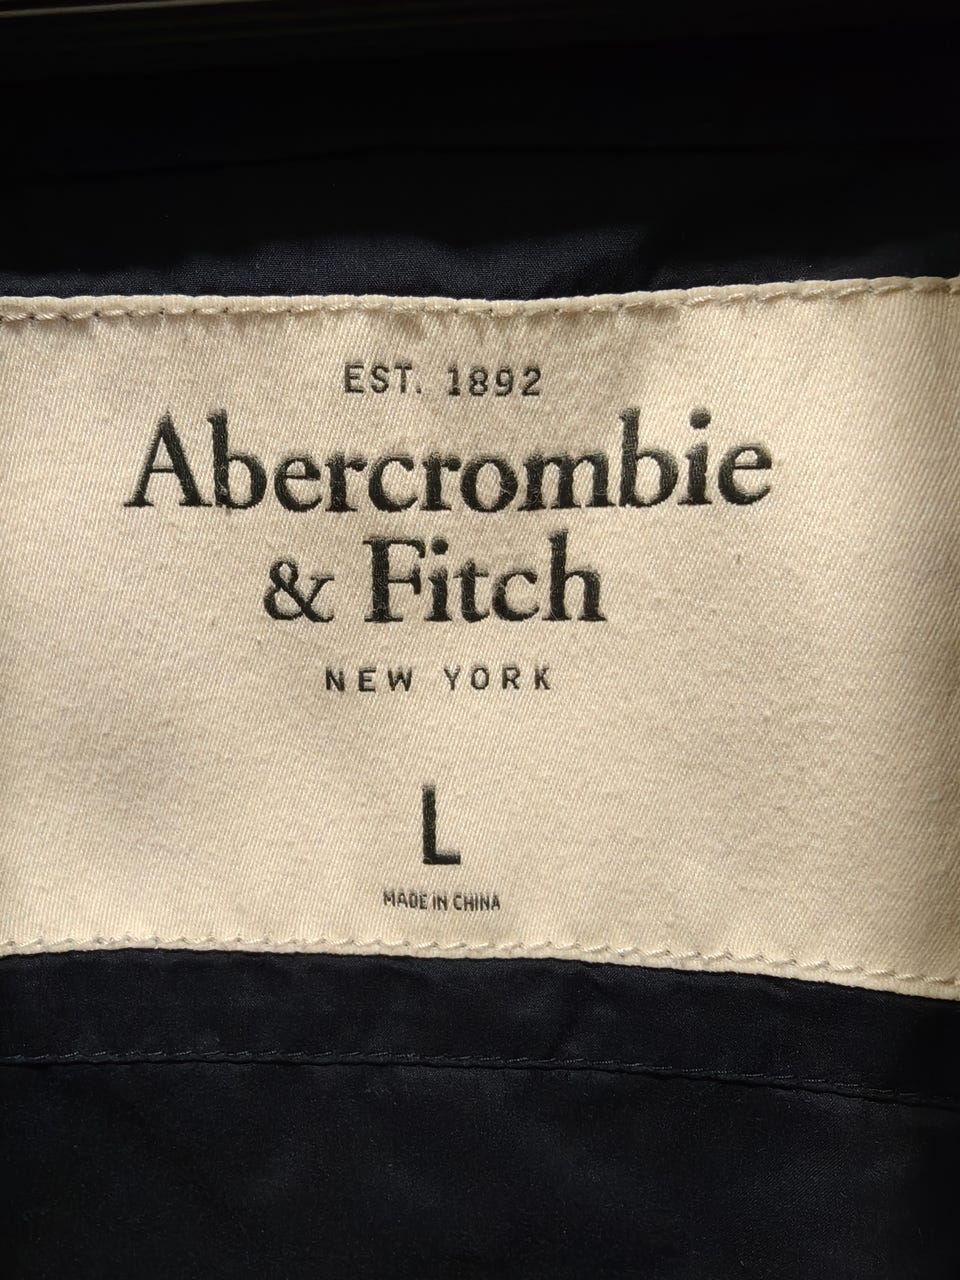 EST. 1892
Abercrombie
& Fitch
NEW YORK
L
MADE IN CHINA